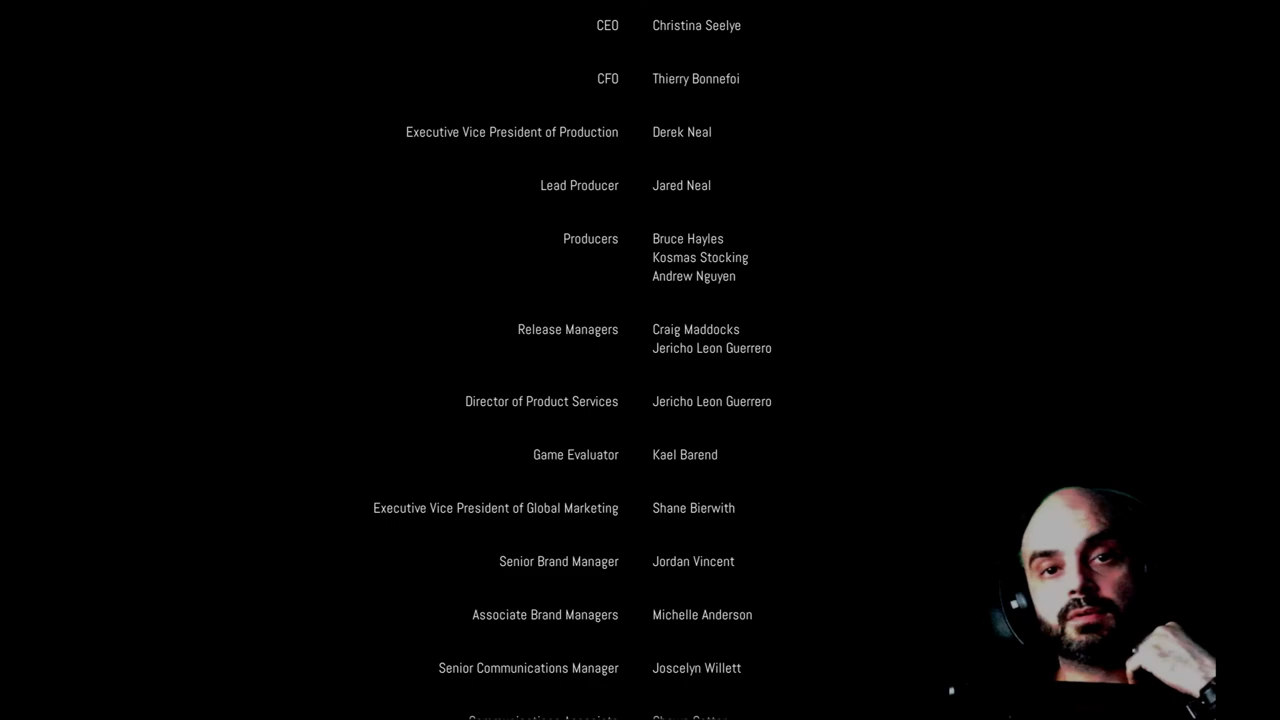 CEO Christina Seelye
CFO Thierry Bonnefoi
Executive Vice President of Production Derek Neal
Lead Producer Jared Neal
Producers Bruce Hayles
Kosmas Stocking
Andrew Nguyen
Release Managers Craig Maddocks
Jericho Leon Guerrero
Director of Product Services Jericho Leon Guerrero
Game Evaluator Kael Barend
Executive Vice President of Global Marketing Shane Bierwith
Senior Brand Manager Jordan Vincent
Associate Brand Managers Michelle Anderson
Senior Communications Manager Joscelyn Willett